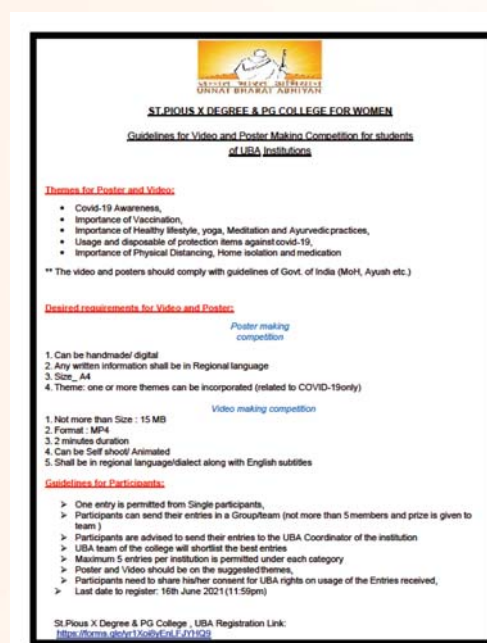 UNNAT BHARAT ABHIYAN
ST.PIOUS X DEGREE & PG COLLEGE FOR WOMEN
Guidelines for Video and Poster Making Competition for students
of UBA Institutions
Themes for Poster and Video:
• Covid-19 Awareness,
• Importance of Vaccination,
• Importance of Healthy lifestyle, yoga, Meditation and Ayurvedicpractices,
• Usage and disposable of protection items againstcovid-19,
• Importance of Physical Distancing, Home isolation and medication
** The video and posters should comply with guidelines of Govt. of India (MoH, Ayush etc.)
Desired requirements for Video and Poster:
Poster making
competition
1. Can be handmade/ digital
2. Any written information shall be in Regional language
3. Size_ A4
4. Theme: one or more themes can be incorporated (related to COVID-19only)
Video making competition
1. Not more than Size : 15 MB
2. Format : MP4
3. 2 minutes duration
4. Can be Self shoot/ Animated
5. Shall be in regional language/dialect along with English subtitles
Guidelines for Participants:
➢ One entry is permitted from Single participants,
➢ Participants can send their entries in a Group/team (not more than 5members and prize is given to
team )
➢ Participants are advised to send their entries to the UBA Coordinator of the institution
➢ UBA team of the college will shortlist the best entries
➢ Maximum 5 entries per institution is permitted under each category
➢ Poster and Video should be on the suggestedthemes,
➢ Participants need to share his/her consent for UBA rights on usage of the Entries received,
➢ Last date to register: 16th June 2021(11:59pm)
St.Pious X Degree & PG College , UBA Registration Link: